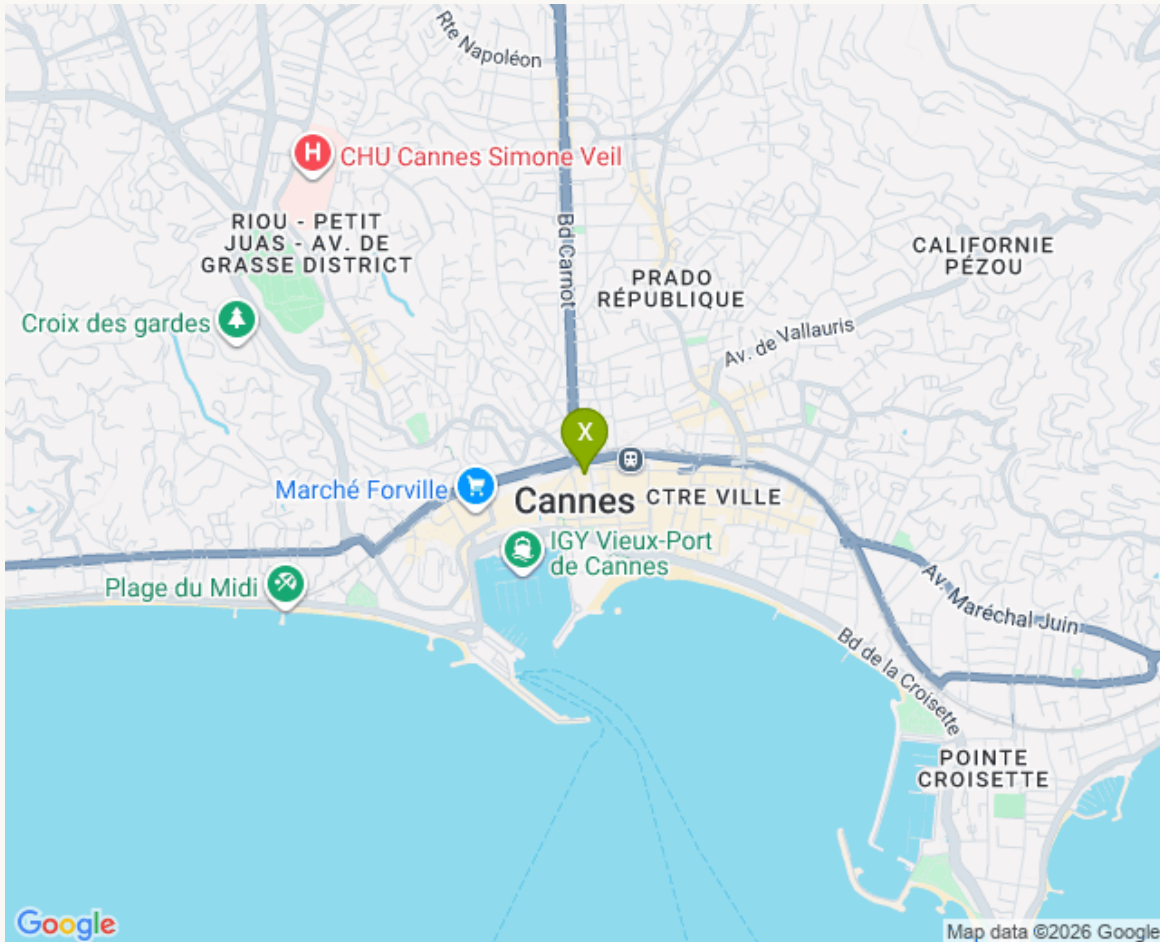 Rte Napoléon
H
CHU Cannes Simone Veil
RIOU - PETIT
JUAS - AV. DE
GRASSE DISTRICT
Bd Carnot
CALIFORNIE
PÉZOU
PRADO
RÉPUBLIQUE
Croix des gardes
Av. de Vallauris
X
Marché Forville
Cannes
CTRE VILLE
IGY Vieux-Port
de Cannes
Plage du Midi
Av. Maréchal Juin
Bd de la Croisette
POINTE
CROISETTE
Google
Map data ©2026 Google